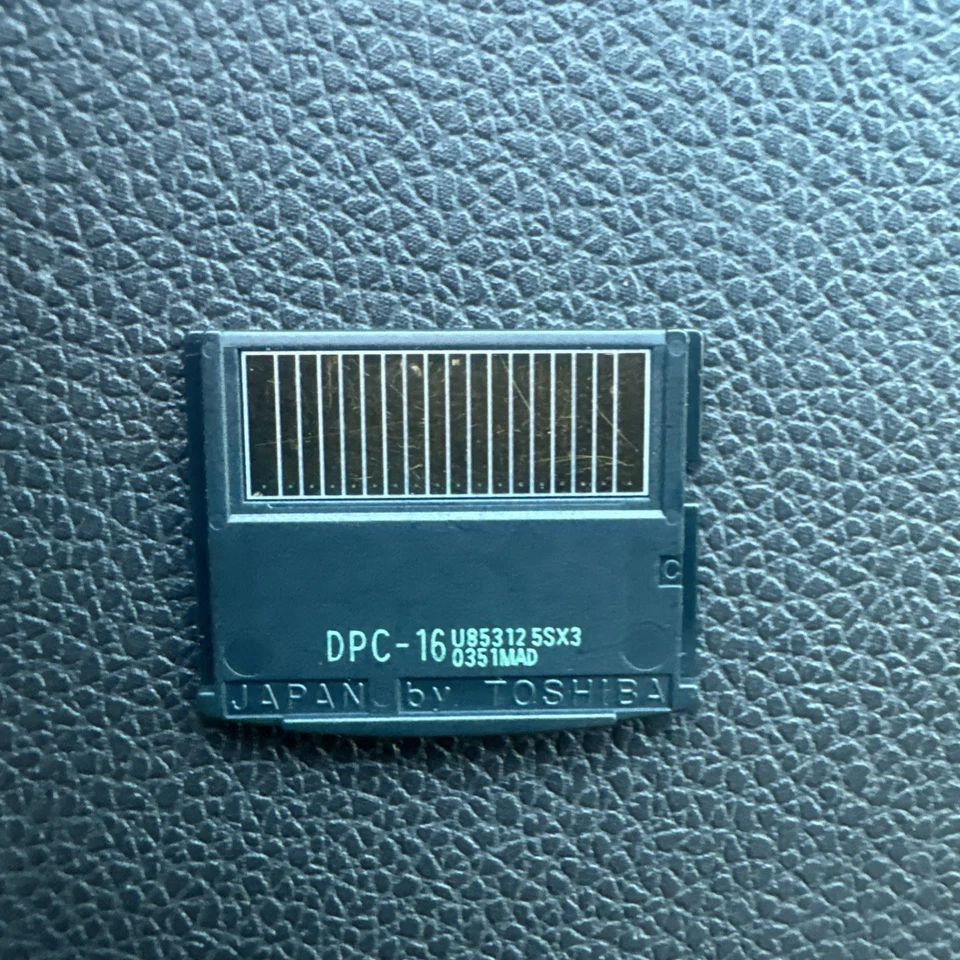 C
DPC-16 U85312 5SX3
0351MAD
JAPAN by TOSHIBA